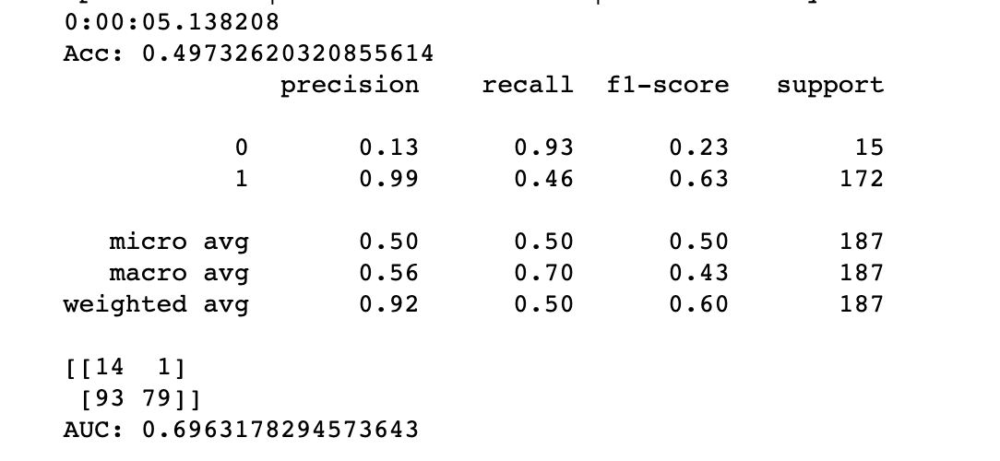 0:00:05.138208
Acc: 0.49732620320855614
precision recall f1-score support
0 0.13 0.93 0.23 15
1 0.99 0.46 0.63 172
micro avg 0.50 0.50 0.50 187
macro avg 0.56 0.70 0.43 187
weighted avg 0.92 0.50 0.60 187
[[14 1]
[93 79]]
AUC: 0.6963178294573643